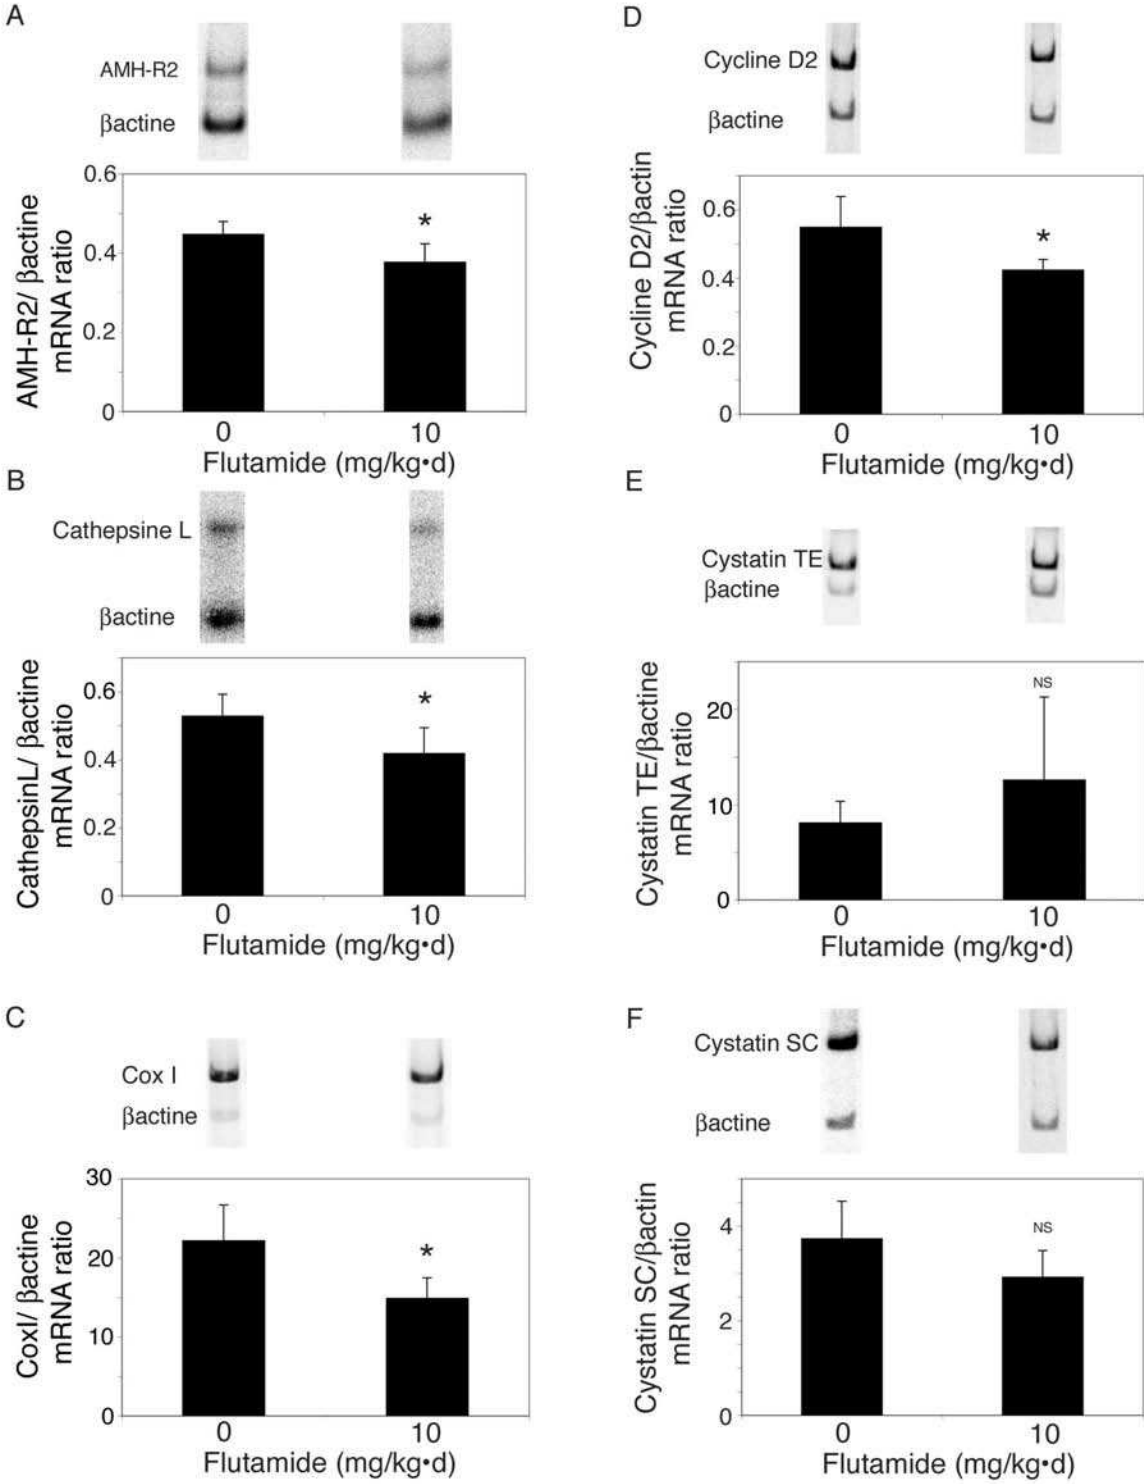 A
AMH-R2
βactine
AMH-R2/ βactine
mRNA ratio
0.6
0.4
0.2
0
*
0
10
Flutamide (mg/kg•d)
B
Cathepsine L
βactine
CathepsinL/ βactine
mRNA ratio
0.6
0.4
0.2
0
*
0
10
Flutamide (mg/kg•d)
C
Cox I
βactine
CoxI/ βactine
mRNA ratio
30
20
10
0
*
0
10
Flutamide (mg/kg•d)
D
Cycline D2
βactine
Cycline D2/βactin
mRNA ratio
0.6
0.4
0.2
0
*
0
10
Flutamide (mg/kg•d)
E
Cystatin TE
βactine
Cystatin TE/βactine
mRNA ratio
20
10
0
NS
0
10
Flutamide (mg/kg•d)
F
Cystatin SC
βactine
Cystatin SC/βactin
mRNA ratio
4
2
0
NS
0
10
Flutamide (mg/kg•d)